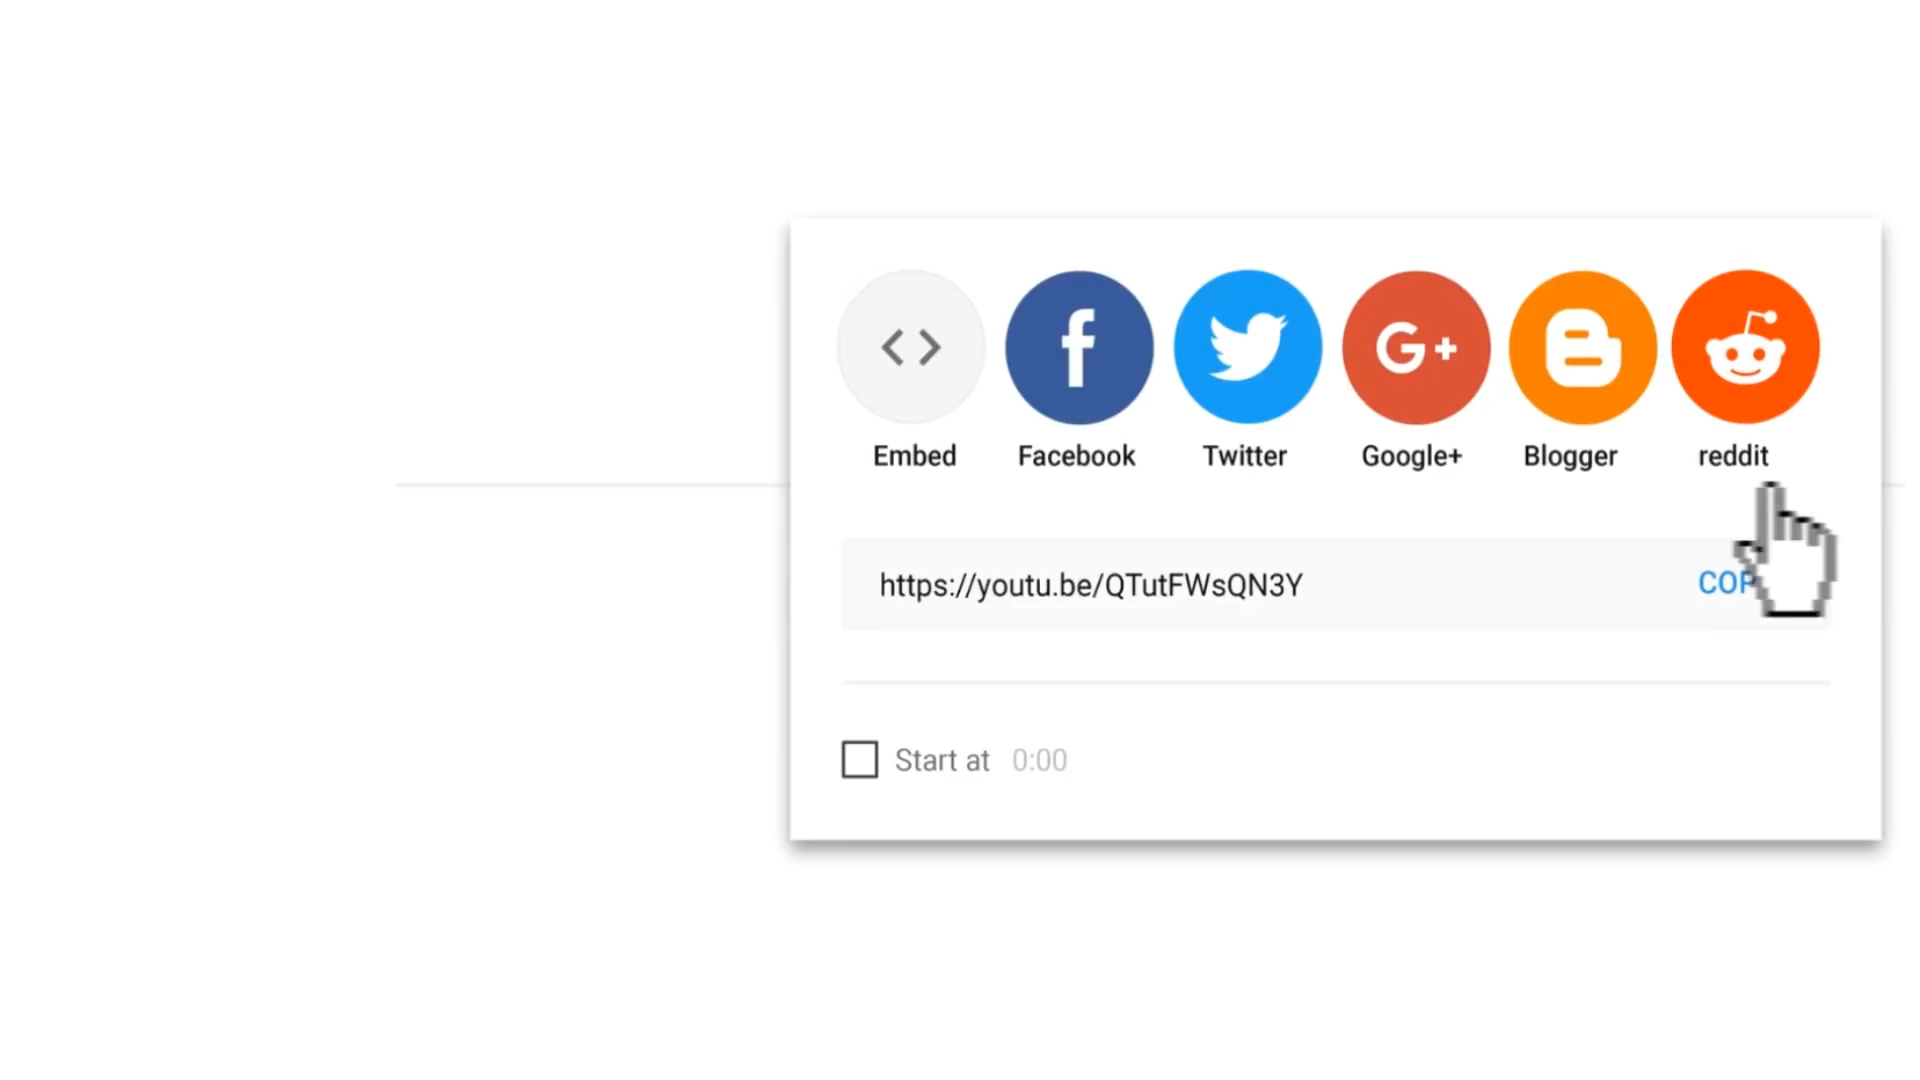 Embed Facebook Twitter Google+ Blogger reddit
https://youtu.be/QTutFWsQN3Y
Start at 0:00